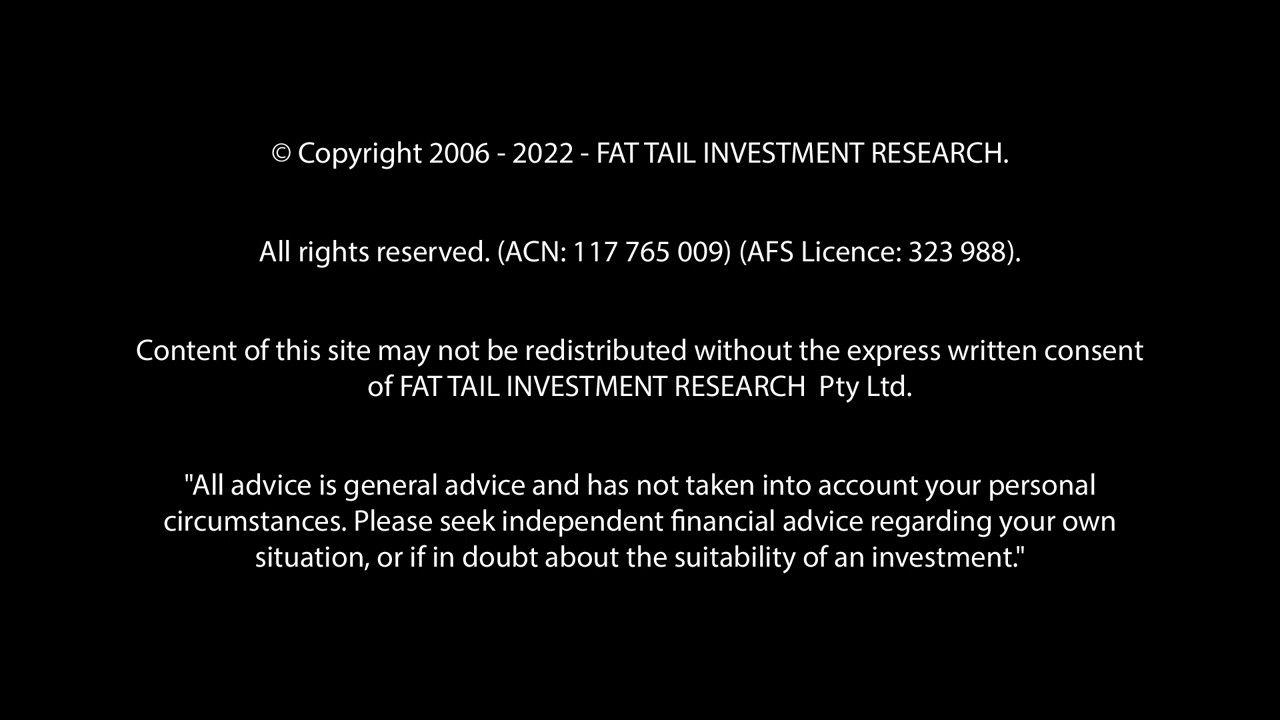 © Copyright 2006 - 2022 - FAT TAIL INVESTMENT RESEARCH.
All rights reserved. (ACN: 117 765 009) (AFS Licence: 323 988).
Content of this site may not be redistributed without the express written consent
of FAT TAIL INVESTMENT RESEARCH  Pty Ltd.
"All advice is general advice and has not taken into account your personal
circumstances. Please seek independent financial advice regarding your own
situation, or if in doubt about the suitability of an investment."